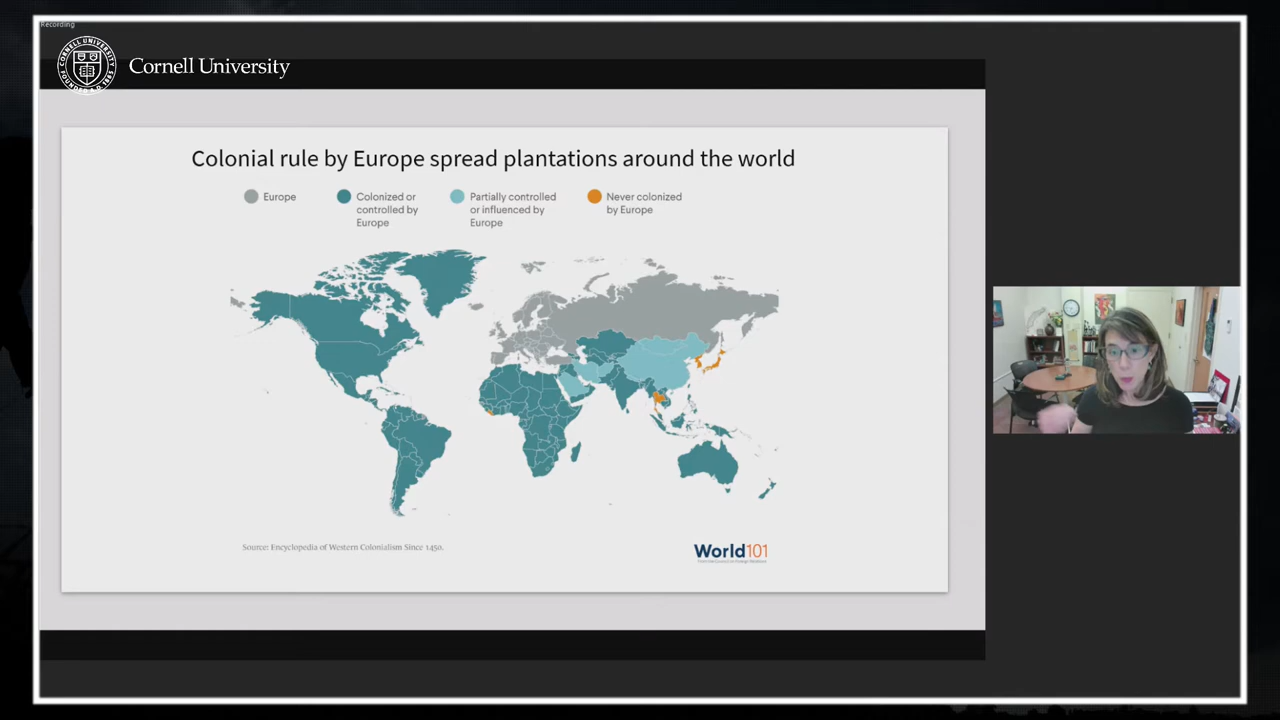 Recording
Cornell University
Colonial rule by Europe spread plantations around the world
Europe
Colonized or
controlled by
Europe
Partially controlled
or influenced by
Europe
Never colonized
by Europe
Source: Encyclopedia of Western Colonialism Since 1450.
World101